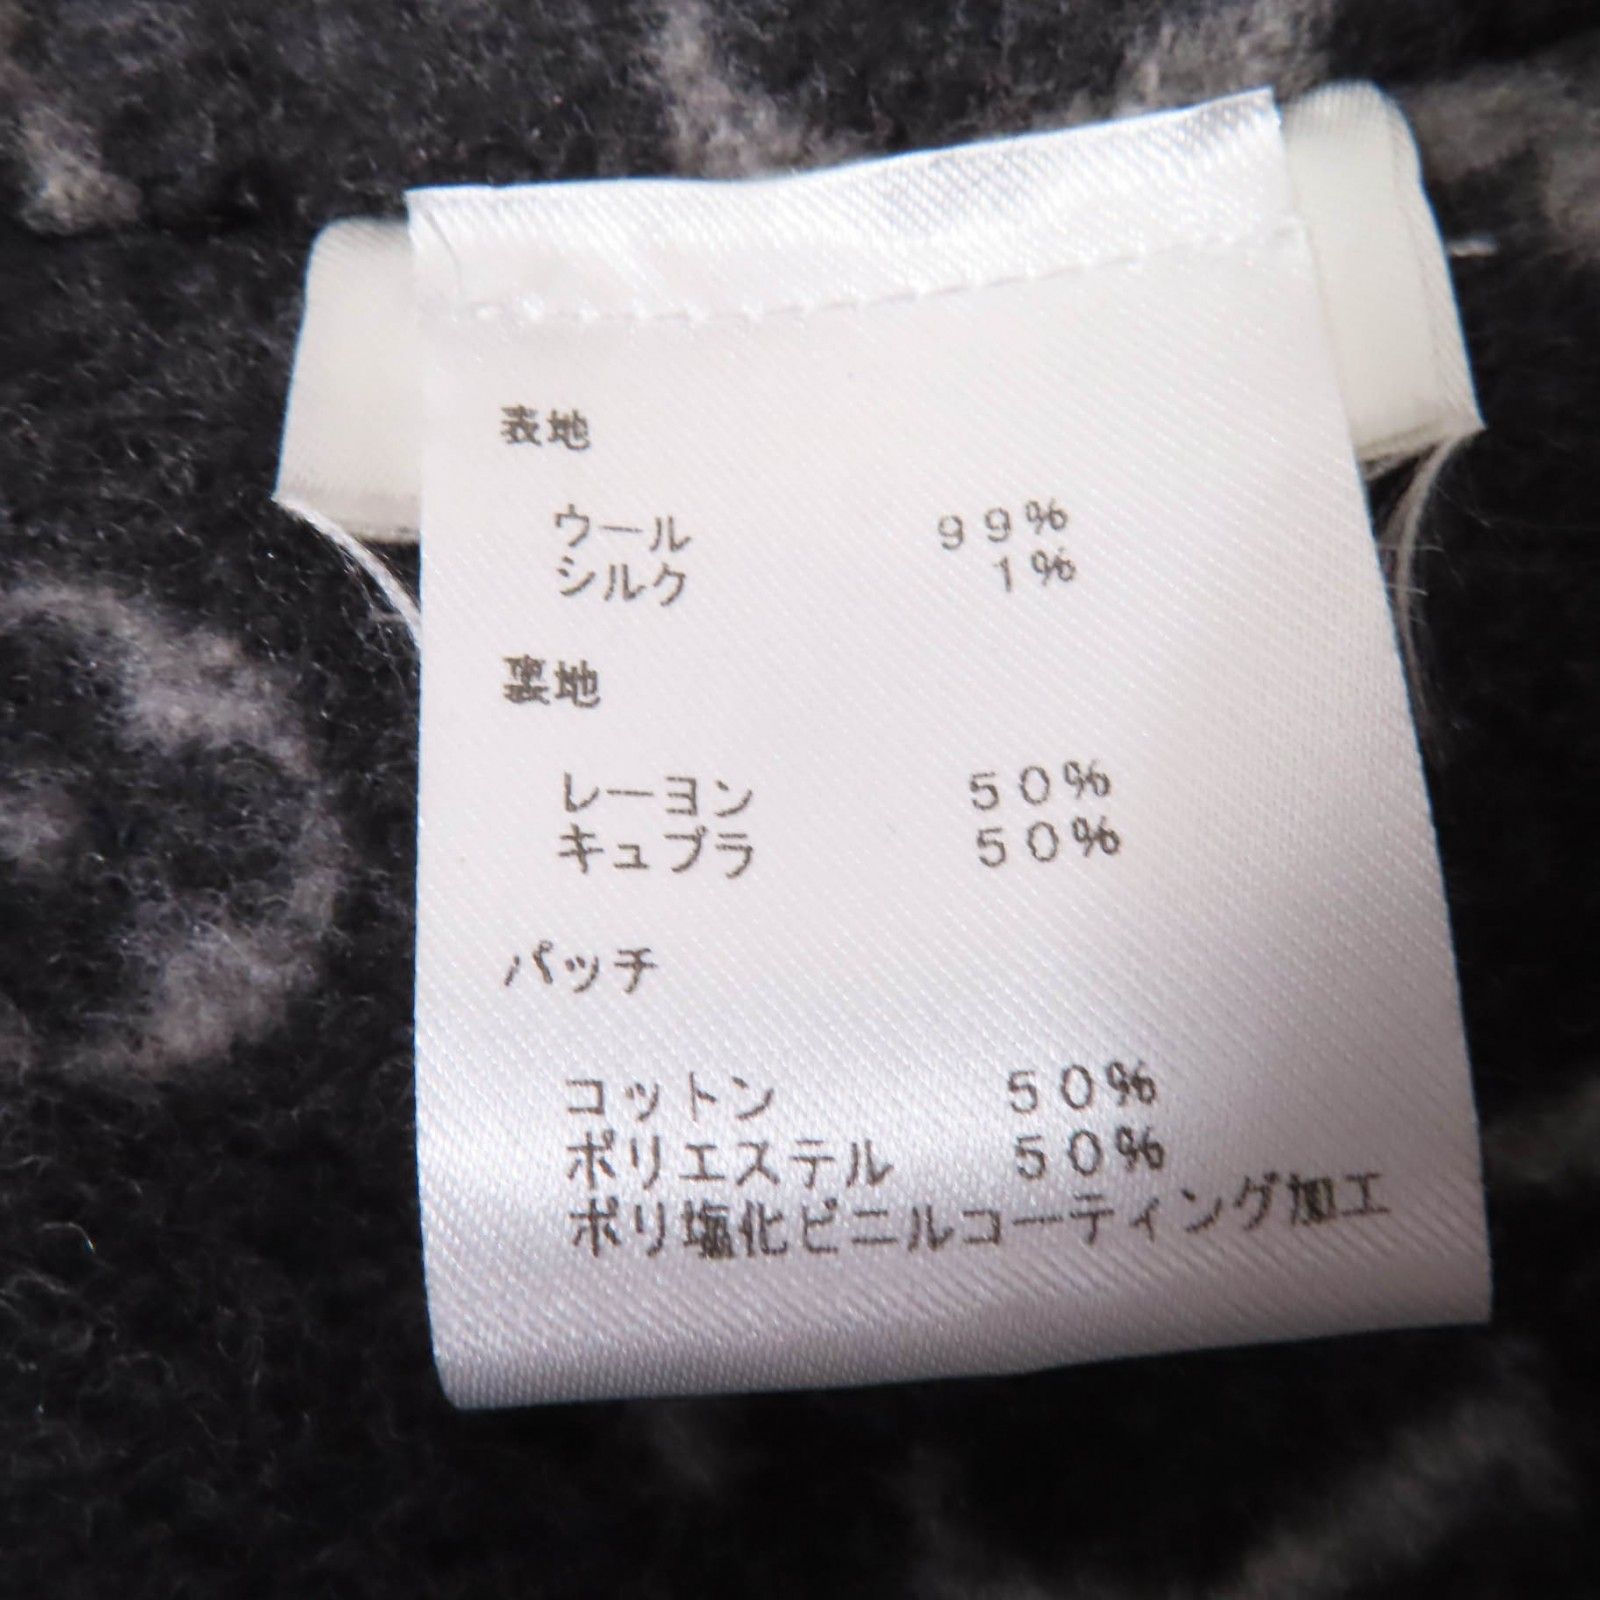 表地
ウール 99%
シルク 1%
裏地
レーヨン 50%
キュプラ 50%
パッチ
コットン 50%
ポリエステル 50%
ポリ塩化ビニルコーティング加工